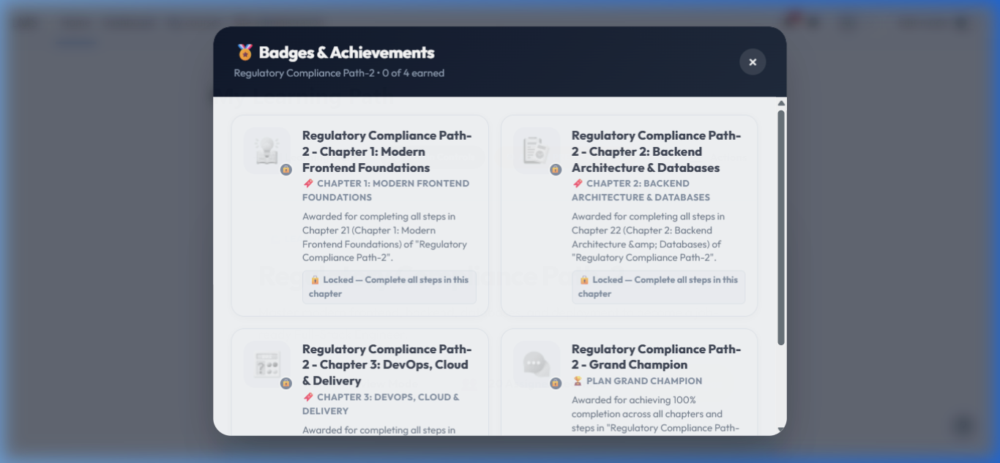 Badges & Achievements
Regulatory Compliance Path-2 • 0 of 4 earned
Regulatory Compliance Path-
2 - Chapter 1: Modern
Frontend Foundations
CHAPTER 1: MODERN FRONTEND
FOUNDATIONS
Awarded for completing all steps in
Chapter 21 (Chapter 1: Modern
Frontend Foundations) of "Regulatory
Compliance Path-2".
Locked — Complete all steps in this
chapter
Regulatory Compliance Path-
2 - Chapter 2: Backend
Architecture & Databases
CHAPTER 2: BACKEND
ARCHITECTURE & DATABASES
Awarded for completing all steps in
Chapter 22 (Chapter 2: Backend
Architecture &amp; Databases) of
"Regulatory Compliance Path-2".
Locked — Complete all steps in this
chapter
Regulatory Compliance Path-
2 - Chapter 3: DevOps, Cloud
& Delivery
CHAPTER 3: DEVOPS, CLOUD &
DELIVERY
Awarded for completing all steps in
Regulatory Compliance Path-
2 - Grand Champion
PLAN GRAND CHAMPION
Awarded for achieving 100%
completion across all chapters and
steps in "Regulatory Compliance Path-